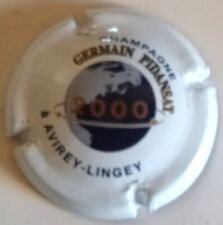 CHAMPAGNE
GERMAIN PIDANSAT
2000
AVIREY-LINGEY